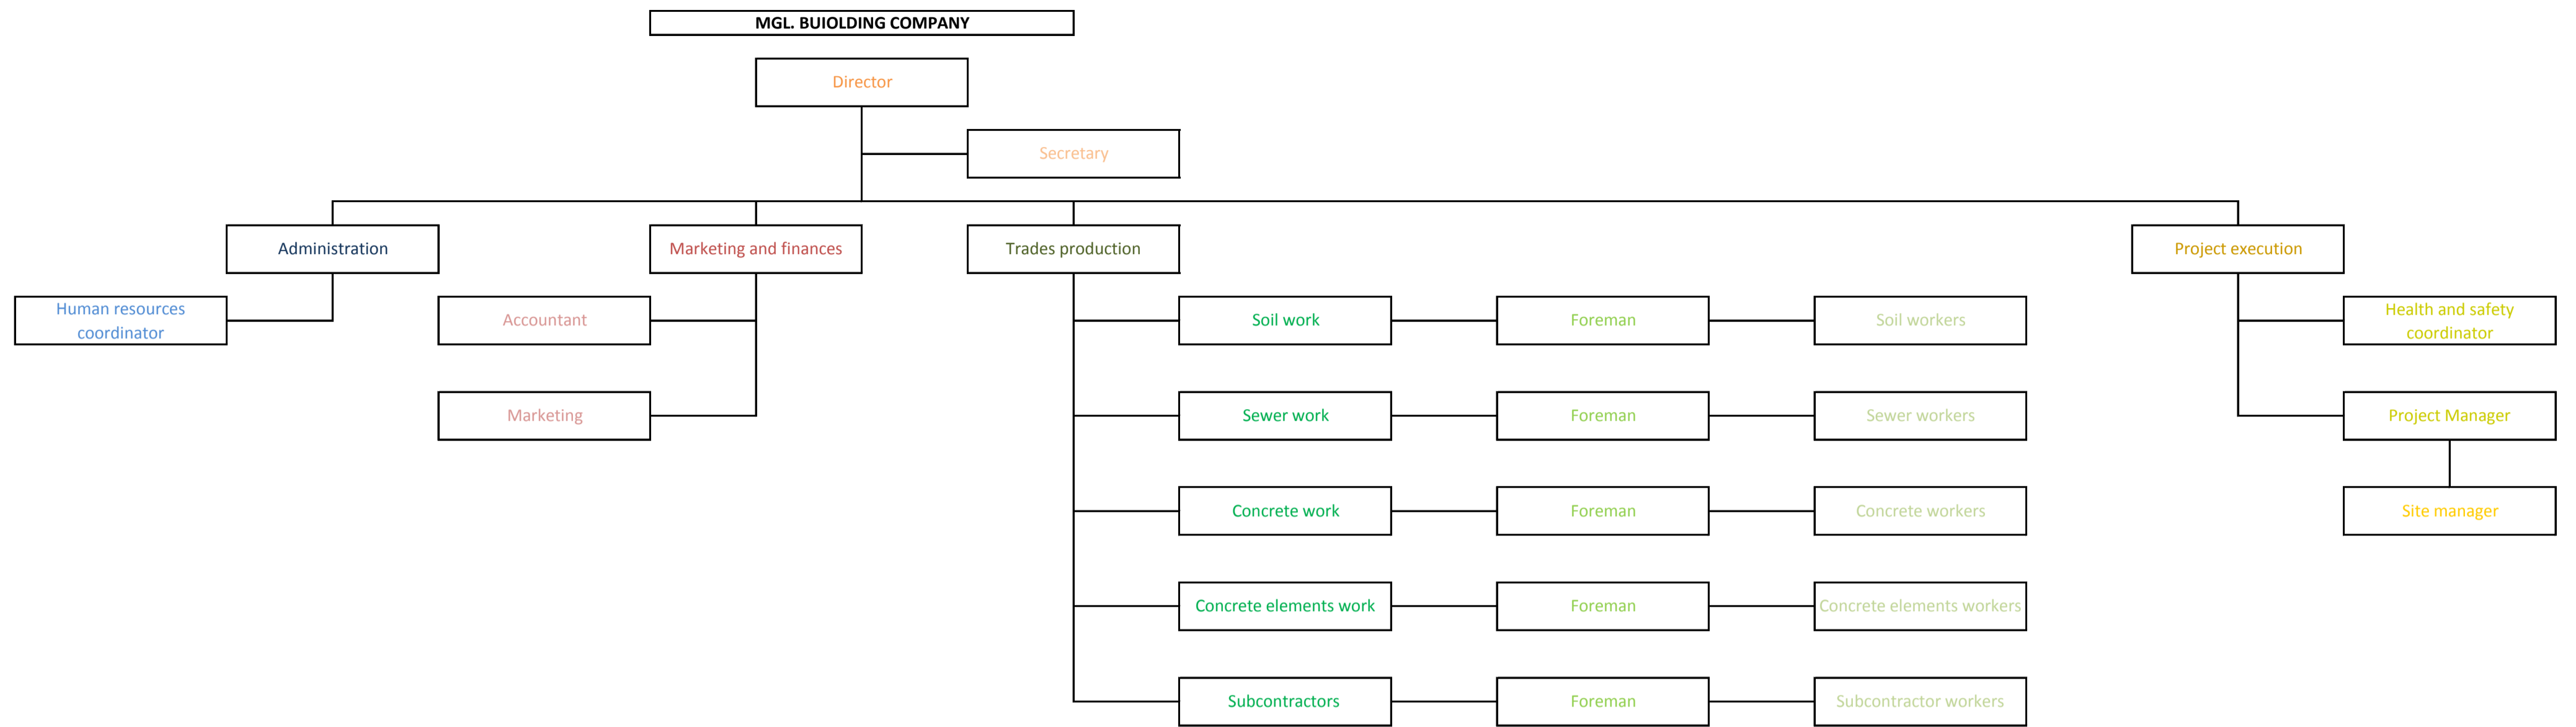 MGL. BUIOLDING COMPANY
Director
Secretary
Administration
Marketing and finances
Trades production
Project execution
Human resources
coordinator
Accountant
Soil work
Foreman
Soil workers
Health and safety
coordinator
Marketing
Sewer work
Foreman
Sewer workers
Project Manager
Concrete work
Foreman
Concrete workers
Site manager
Concrete elements work
Foreman
Concrete elements workers
Subcontractors
Foreman
Subcontractor workers